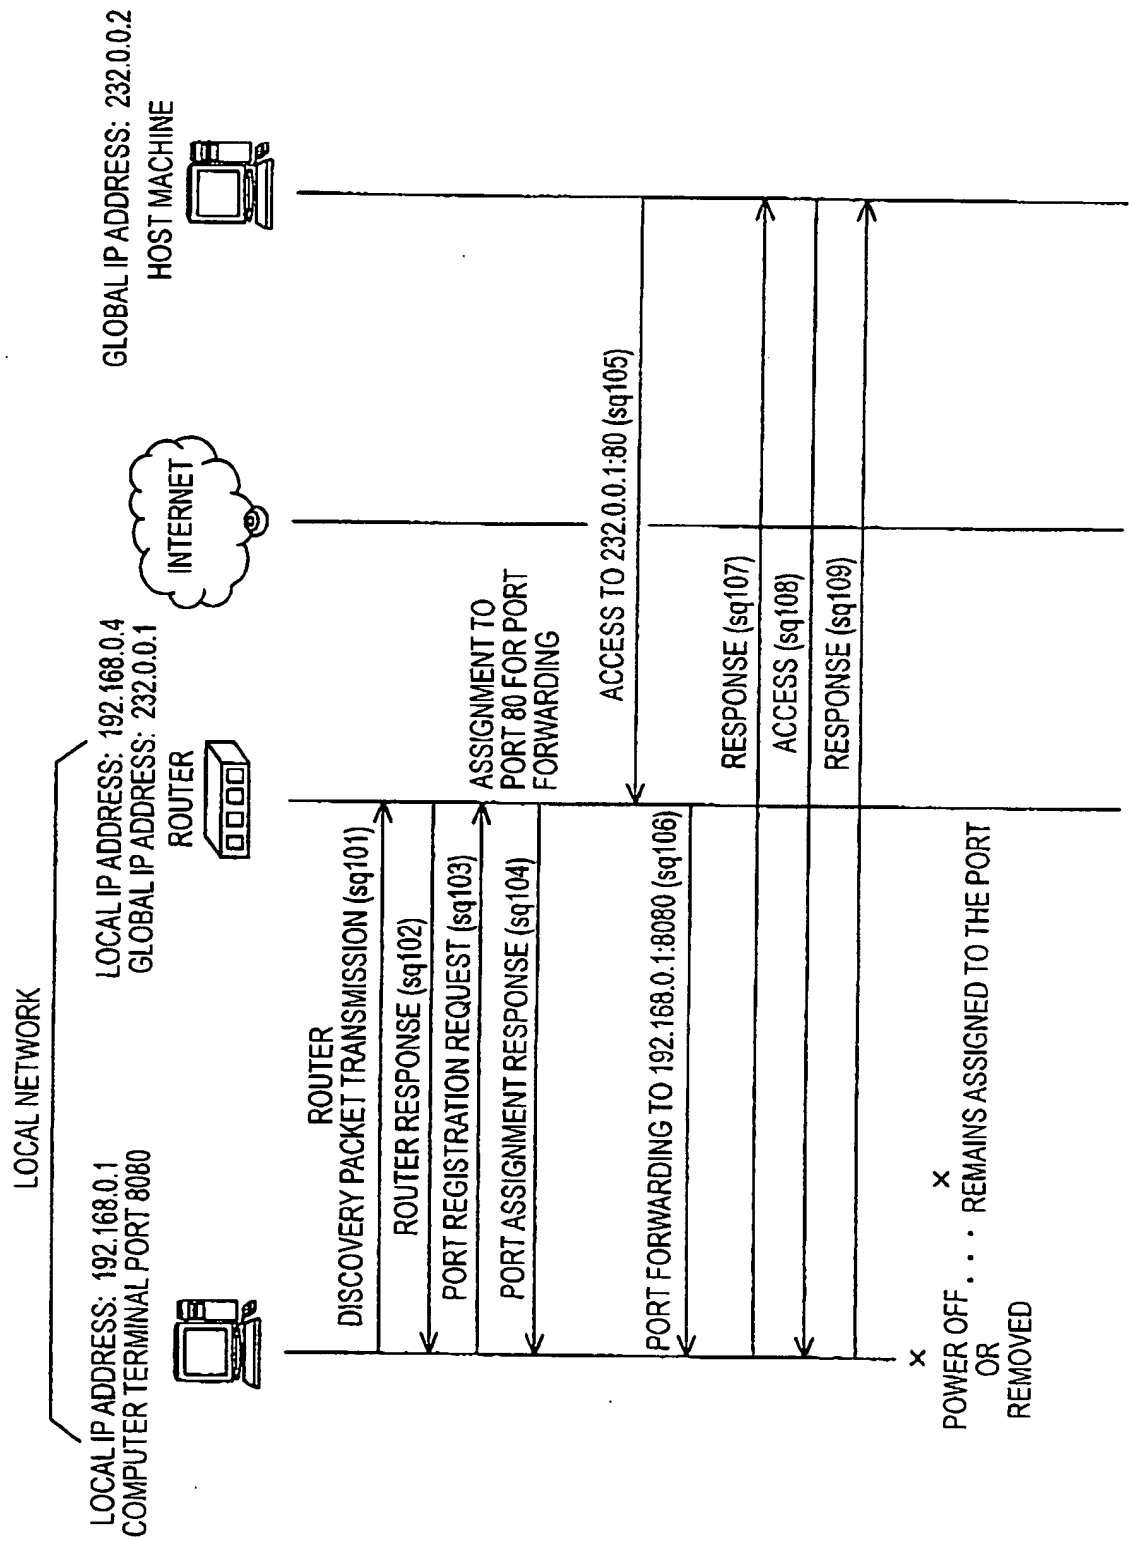 LOCAL NETWORK
LOCAL IP ADDRESS: 192.168.0.1
COMPUTER TERMINAL PORT 8080
LOCAL IP ADDRESS: 192.168.0.4
GLOBAL IP ADDRESS: 232.0.0.1
ROUTER
INTERNET
GLOBAL IP ADDRESS: 232.0.0.2
HOST MACHINE
ROUTER
DISCOVERY PACKET TRANSMISSION (sq101)
ROUTER RESPONSE (sq102)
PORT REGISTRATION REQUEST (sq103)
ASSIGNMENT TO
PORT 80 FOR PORT
FORWARDING
PORT ASSIGNMENT RESPONSE (sq104)
ACCESS TO 232.0.0.1:80 (sq105)
PORT FORWARDING TO 192.168.0.1:8080 (sq106)
RESPONSE (sq107)
ACCESS (sq108)
RESPONSE (sq109)
×
×
POWER OFF . . . REMAINS ASSIGNED TO THE PORT
OR
REMOVED